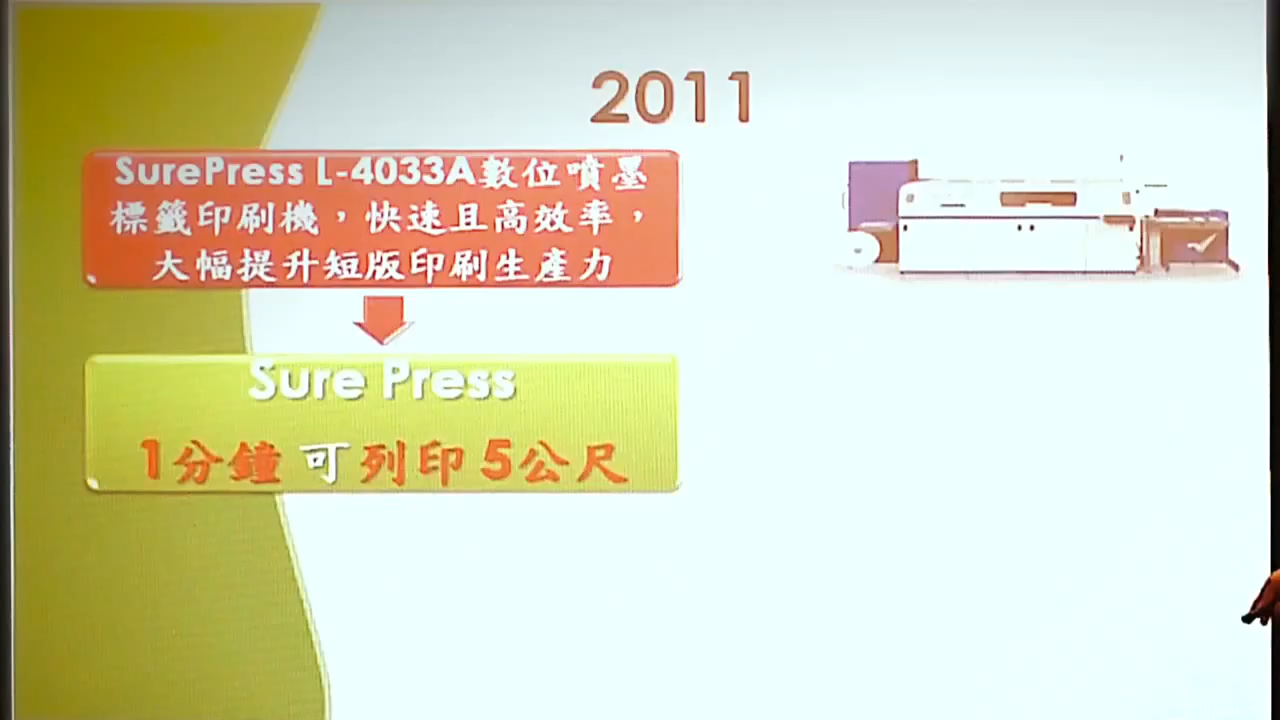 2011
SurePress L-4033A數位噴墨
標籤印刷機，快速且高效率，
大幅提升短版印刷生產力
Sure Press
1分鐘 可 列印 5公尺